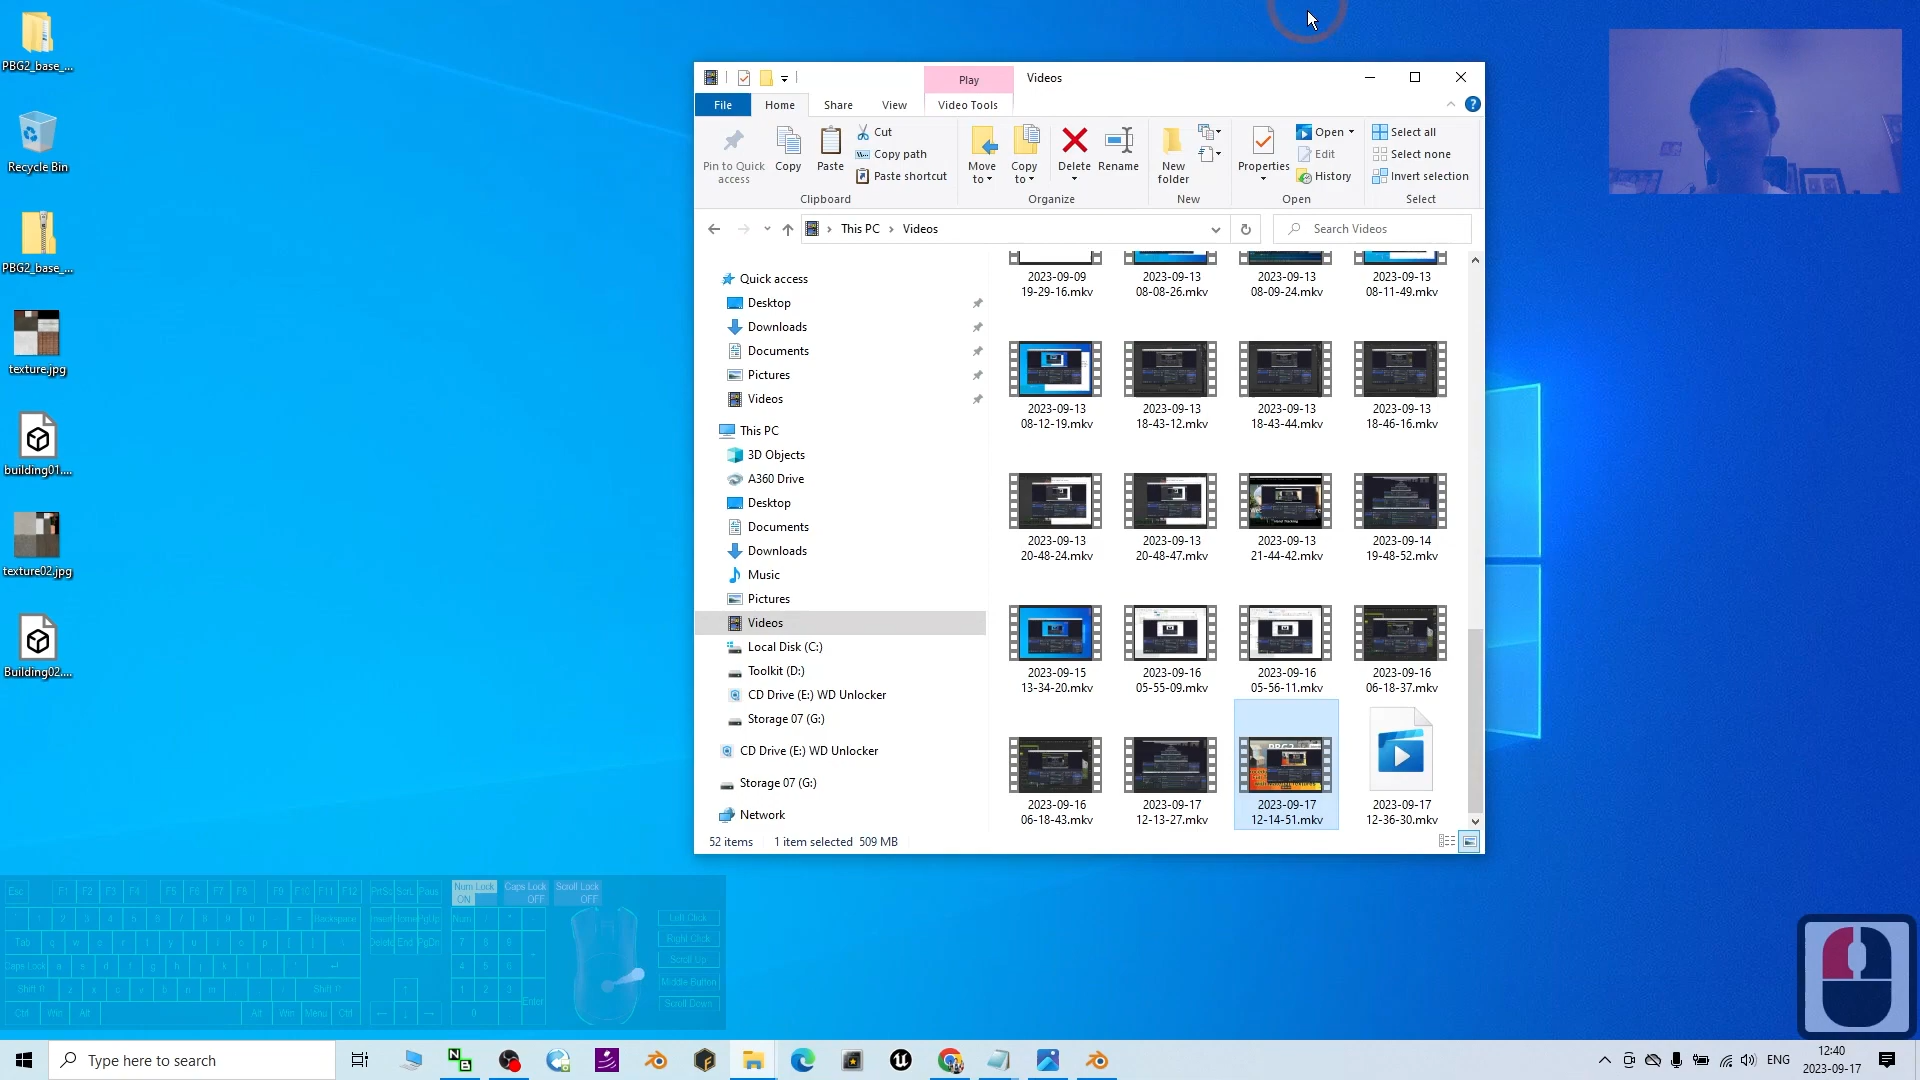 PBG2_base_...
Recycle Bin
PBG2_base_...
texture.jpg
building01....
texture02.jpg
Building02....
Play
Videos
File
Home
Share
View
Video Tools
Pin to Quick access
Copy
Paste
Cut
Copy path
Paste shortcut
Clipboard
Move to
Copy to
Delete
Rename
Organize
New folder
New
Properties
Open
Edit
History
Open
Select all
Select none
Invert selection
Select
This PC > Videos
Search Videos
Quick access
Desktop
Downloads
Documents
Pictures
Videos
This PC
3D Objects
A360 Drive
Desktop
Documents
Downloads
Music
Pictures
Videos
Local Disk (C:)
Toolkit (D:)
CD Drive (E:) WD Unlocker
Storage 07 (G:)
CD Drive (E:) WD Unlocker
Storage 07 (G:)
Network
2023-09-09 19-29-16.mkv
2023-09-13 08-08-26.mkv
2023-09-13 08-09-24.mkv
2023-09-13 08-11-49.mkv
2023-09-13 08-12-19.mkv
2023-09-13 18-43-12.mkv
2023-09-13 18-43-44.mkv
2023-09-13 18-46-16.mkv
2023-09-13 20-48-24.mkv
2023-09-13 20-48-47.mkv
2023-09-13 21-44-42.mkv
2023-09-14 19-48-52.mkv
2023-09-15 13-34-20.mkv
2023-09-16 05-55-09.mkv
2023-09-16 05-56-11.mkv
2023-09-16 06-18-37.mkv
2023-09-16 06-18-43.mkv
2023-09-17 12-13-27.mkv
2023-09-17 12-14-51.mkv
2023-09-17 12-36-30.mkv
52 items
1 item selected 509 MB
Num Lock ON
Caps Lock OFF
Scroll Lock OFF
Left Click
Right Click
Scroll Up
Middle Button
Scroll Down
Type here to search
ENG
12:40
2023-09-17